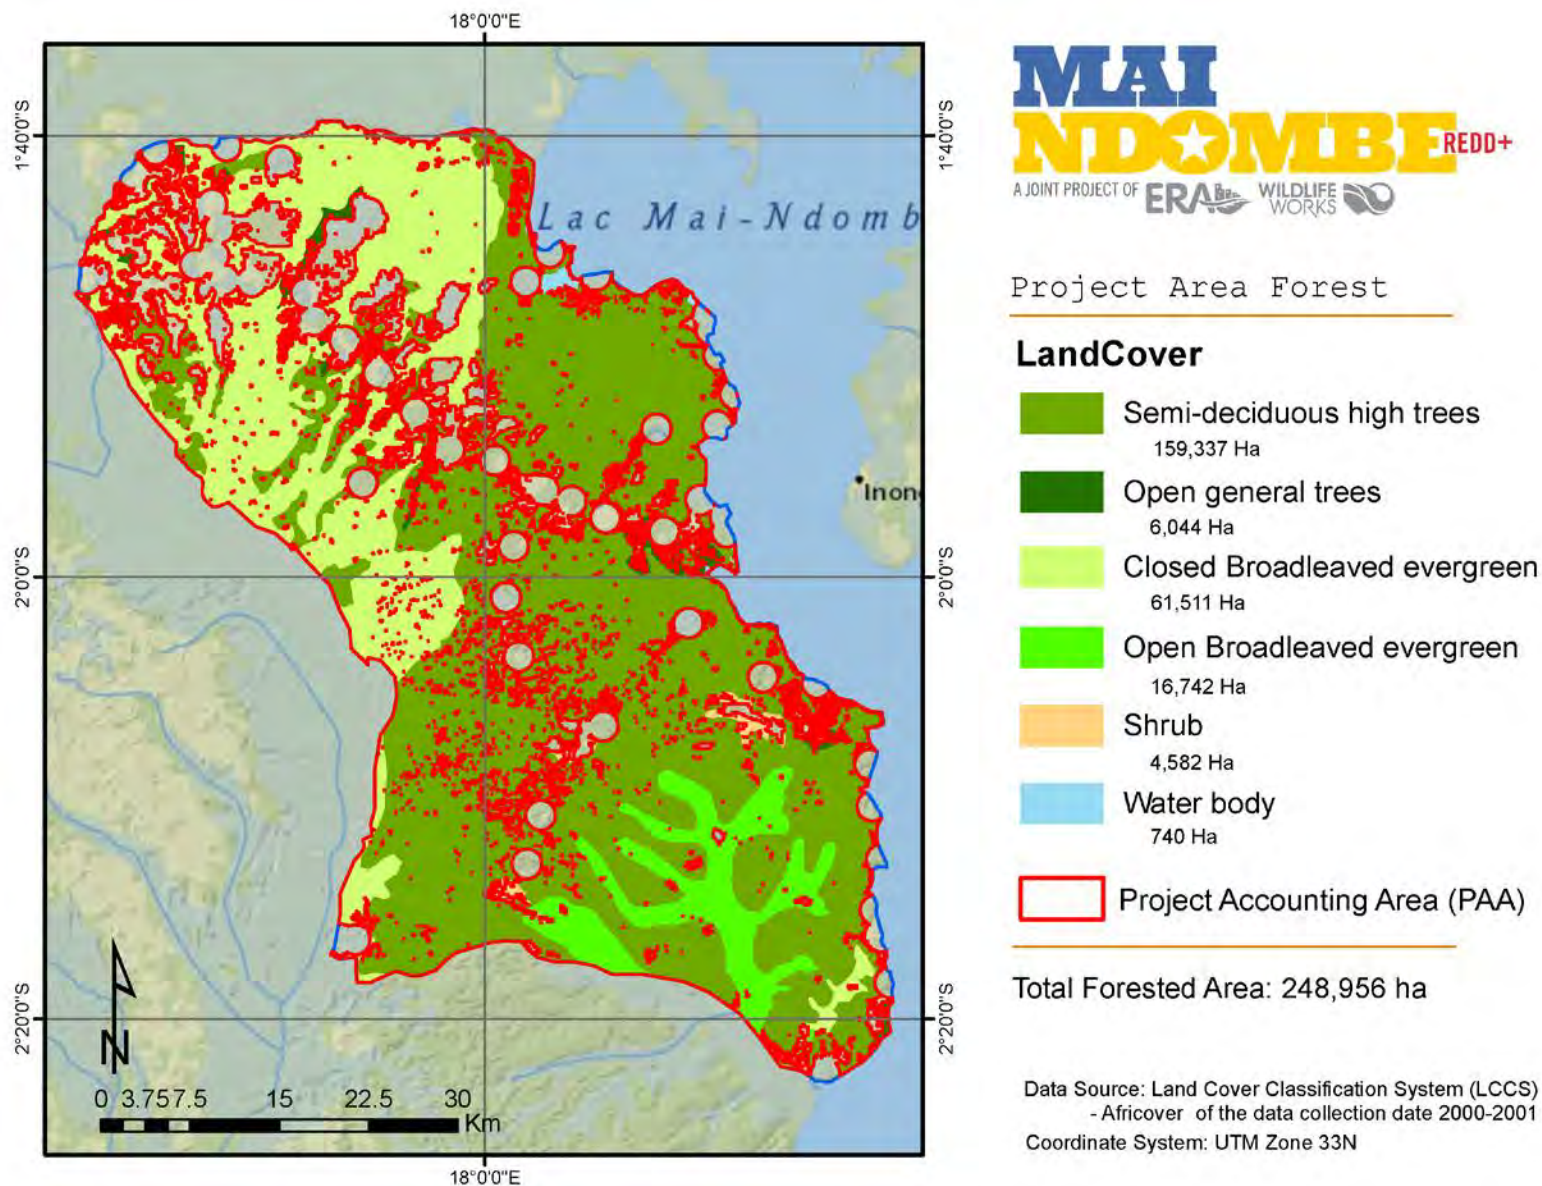 18°0'0"E
MAI
NDOMBE REDD+
A JOINT PROJECT OF ERA WILDLIFE WORKS
1°40'0"S
1°40'0"S
Lac Mai-Ndomb
Project Area Forest
LandCover
Semi-deciduous high trees
159,337 Ha
Open general trees
6,044 Ha
Inon
Closed Broadleaved evergreen
61,511 Ha
2°0'0"S
2°0'0"S
Open Broadleaved evergreen
16,742 Ha
Shrub
4,582 Ha
Water body
740 Ha
Project Accounting Area (PAA)
Total Forested Area: 248,956 ha
2°20'0"S
2°20'0"S
N
0 3.75 7.5 15 22.5 30
Km
Data Source: Land Cover Classification System (LCCS)
- Africover of the data collection date 2000-2001
Coordinate System: UTM Zone 33N
18°0'0"E